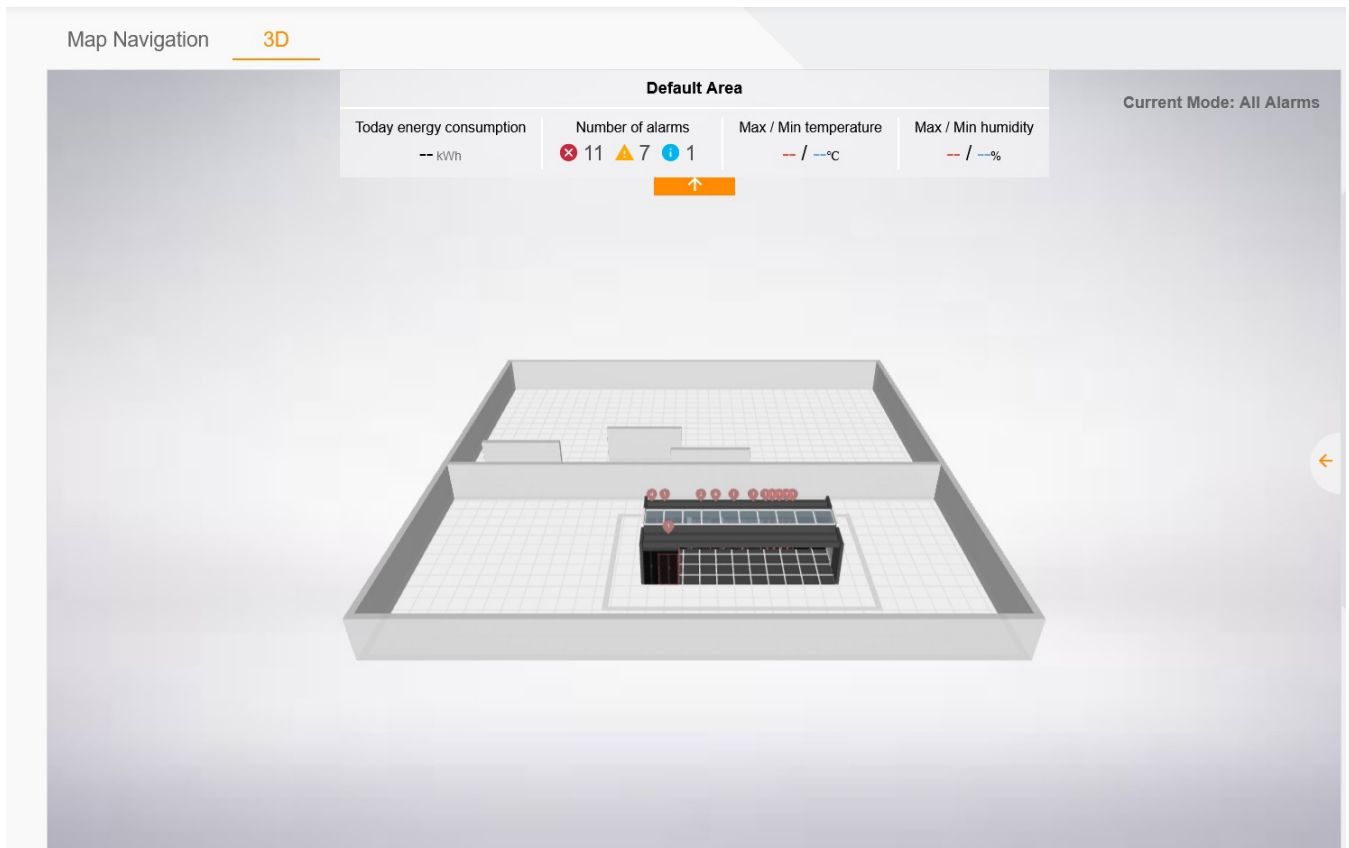 Map Navigation 3D
Default Area
Current Mode: All Alarms
Today energy consumption Number of alarms Max / Min temperature Max / Min humidity
-- kWh 11 7 1 -- / --℃ -- / --%